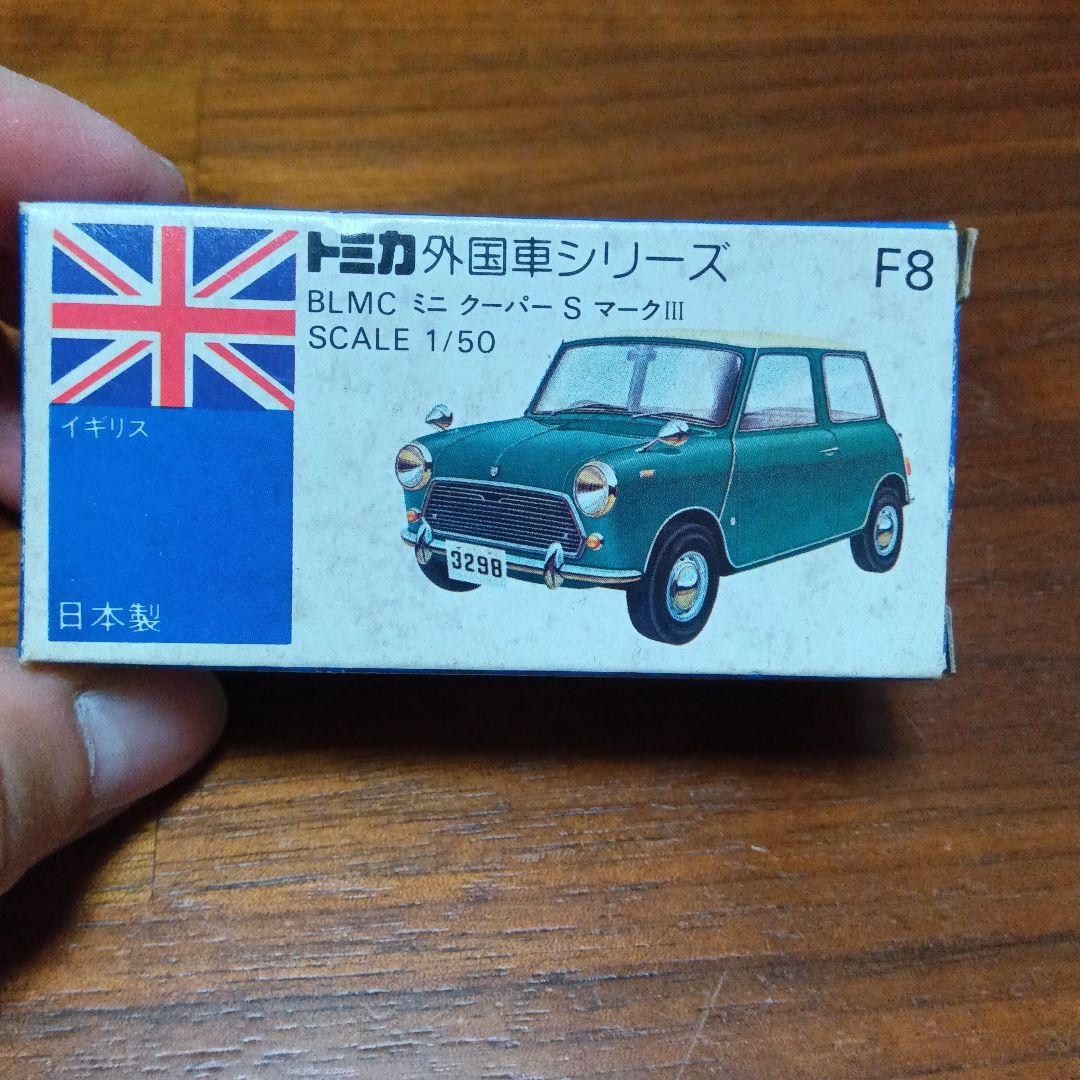 トミカ外国車シリーズ F8
BLMC ミニ クーパー S マークIII
SCALE 1/50
イギリス
3298
日本製